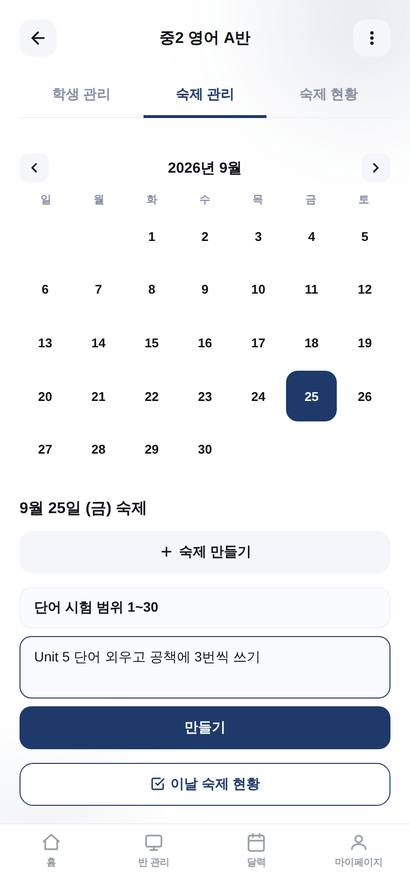 중2 영어 A반
학생 관리 숙제 관리 숙제 현황
2026년 9월
일 월 화 수 목 금 토
1 2 3 4 5
6 7 8 9 10 11 12
13 14 15 16 17 18 19
20 21 22 23 24 25 26
27 28 29 30
9월 25일 (금) 숙제
+ 숙제 만들기
단어 시험 범위 1~30
Unit 5 단어 외우고 공책에 3번씩 쓰기
만들기
이날 숙제 현황
홈 반 관리 달력 마이페이지